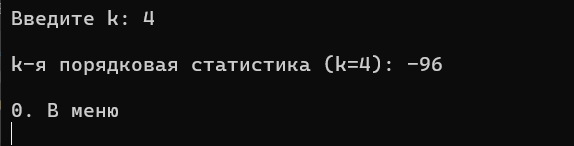 Введите k: 4
k-я порядковая статистика (k=4): -96
0. В меню